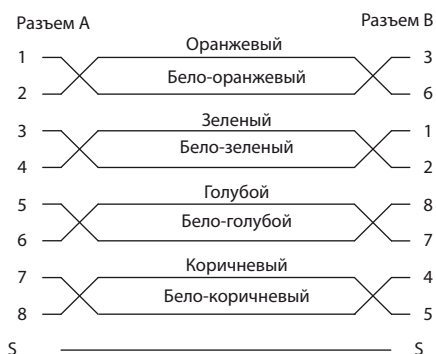 Разъем A Разъем B
Оранжевый
1 3
Бело-оранжевый
2 6
Зеленый
3 1
Бело-зеленый
4 2
Голубой
5 8
Бело-голубой
6 7
Коричневый
7 4
Бело-коричневый
8 5
S S